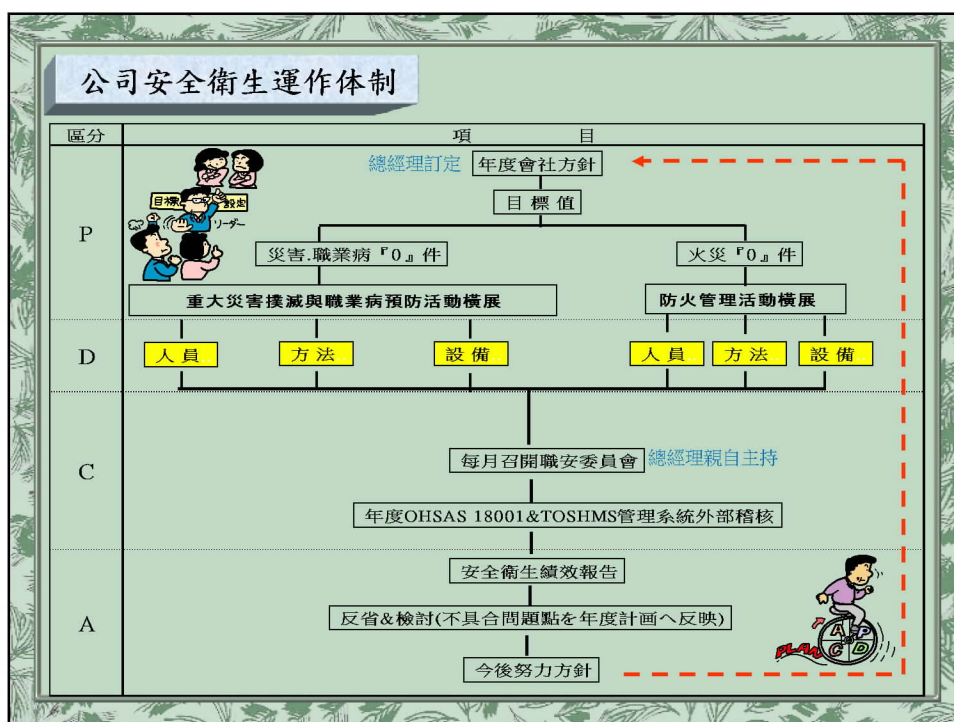 公司安全衛生運作体制
區分
項 目
P
總經理訂定 年度會社方針
目標 設定
リーダー
目標值
災害.職業病『0』件 火災『0』件
重大災害撲滅與職業病預防活動橫展 防火管理活動橫展
D
人員.. 方法.. 設備.. 人員.. 方法.. 設備..
C
每月召開職安委員會 總經理親自主持
年度OHSAS 18001&TOSHMS管理系統外部稽核
A
安全衛生績效報告
反省&檢討(不具合問題點を年度計画へ反映)
今後努力方針
PLAN
A P
C D